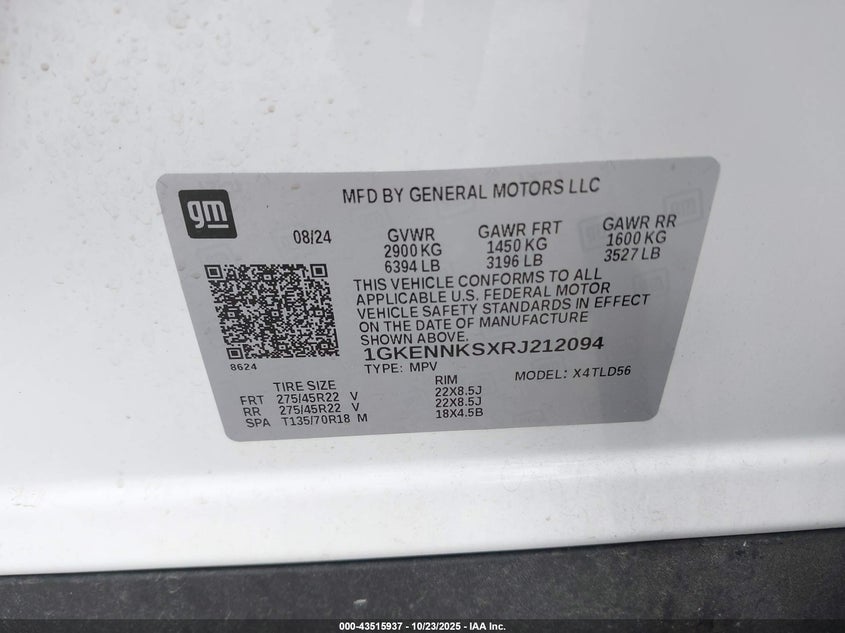 gm
MFD BY GENERAL MOTORS LLC
08/24
GVWR
2900 KG
6394 LB
GAWR FRT
1450 KG
3196 LB
GAWR RR
1600 KG
3527 LB
THIS VEHICLE CONFORMS TO ALL
APPLICABLE U.S. FEDERAL MOTOR
VEHICLE SAFETY STANDARDS IN EFFECT
ON THE DATE OF MANUFACTURE
SHOWN ABOVE.
8624
1GKENNKSXRJ212094
TYPE: MPV
MODEL: X4TLD56
TIRE SIZE RIM
FRT 275/45R22 V 22X8.5J
RR 275/45R22 V 22X8.5J
SPA T135/70R18 M 18X4.5B
000-43515937 - 10/23/2025 - IAA Inc.